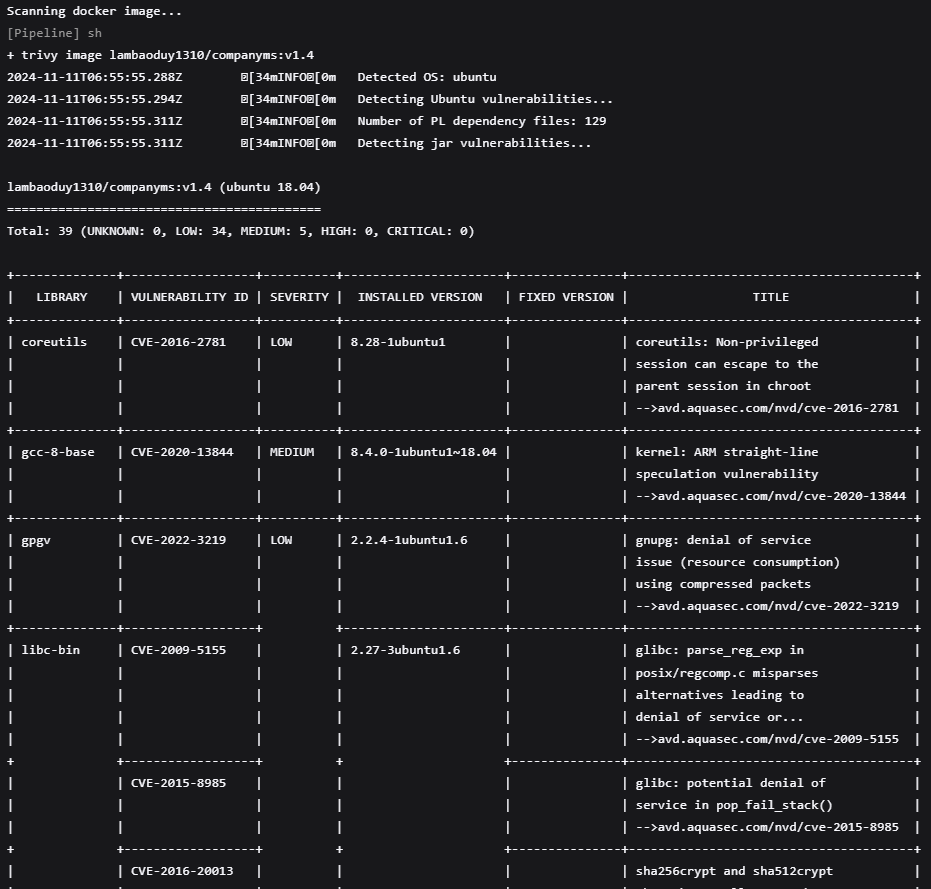 Scanning docker image...
[Pipeline] sh
+ trivy image lambaoduy1310/companyms:v1.4
2024-11-11T06:55:55.288Z        [34mINFO[0m   Detected OS: ubuntu
2024-11-11T06:55:55.294Z        [34mINFO[0m   Detecting Ubuntu vulnerabilities...
2024-11-11T06:55:55.311Z        [34mINFO[0m   Number of PL dependency files: 129
2024-11-11T06:55:55.311Z        [34mINFO[0m   Detecting jar vulnerabilities...
lambaoduy1310/companyms:v1.4 (ubuntu 18.04)
===========================================
Total: 39 (UNKNOWN: 0, LOW: 34, MEDIUM: 5, HIGH: 0, CRITICAL: 0)
+--------------+------------------+----------+----------------------+---------------+---------------------------------------+
|   LIBRARY    | VULNERABILITY ID | SEVERITY |  INSTALLED VERSION   | FIXED VERSION |                 TITLE                 |
+--------------+------------------+----------+----------------------+---------------+---------------------------------------+
| coreutils    | CVE-2016-2781    | LOW      | 8.28-1ubuntu1        |               | coreutils: Non-privileged             |
|              |                  |          |                      |               | session can escape to the             |
|              |                  |          |                      |               | parent session in chroot              |
|              |                  |          |                      |               | -->avd.aquasec.com/nvd/cve-2016-2781  |
+--------------+------------------+----------+----------------------+---------------+---------------------------------------+
| gcc-8-base   | CVE-2020-13844   | MEDIUM   | 8.4.0-1ubuntu1~18.04 |               | kernel: ARM straight-line             |
|              |                  |          |                      |               | speculation vulnerability             |
|              |                  |          |                      |               | -->avd.aquasec.com/nvd/cve-2020-13844 |
+--------------+------------------+----------+----------------------+---------------+---------------------------------------+
| gpgv         | CVE-2022-3219    | LOW      | 2.2.4-1ubuntu1.6     |               | gnupg: denial of service              |
|              |                  |          |                      |               | issue (resource consumption)          |
|              |                  |          |                      |               | using compressed packets              |
|              |                  |          |                      |               | -->avd.aquasec.com/nvd/cve-2022-3219  |
+--------------+------------------+          +----------------------+---------------+---------------------------------------+
| libc-bin     | CVE-2009-5155    |          | 2.27-3ubuntu1.6      |               | glibc: parse_reg_exp in               |
|              |                  |          |                      |               | posix/regcomp.c misparses             |
|              |                  |          |                      |               | alternatives leading to               |
|              |                  |          |                      |               | denial of service or...               |
|              |                  |          |                      |               | -->avd.aquasec.com/nvd/cve-2009-5155  |
+              +------------------+          +                      +---------------+---------------------------------------+
|              | CVE-2015-8985    |          |                      |               | glibc: potential denial of            |
|              |                  |          |                      |               | service in pop_fail_stack()           |
|              |                  |          |                      |               | -->avd.aquasec.com/nvd/cve-2015-8985  |
+              +------------------+          +                      +---------------+---------------------------------------+
|              | CVE-2016-20013   |          |                      |               | sha256crypt and sha512crypt           |